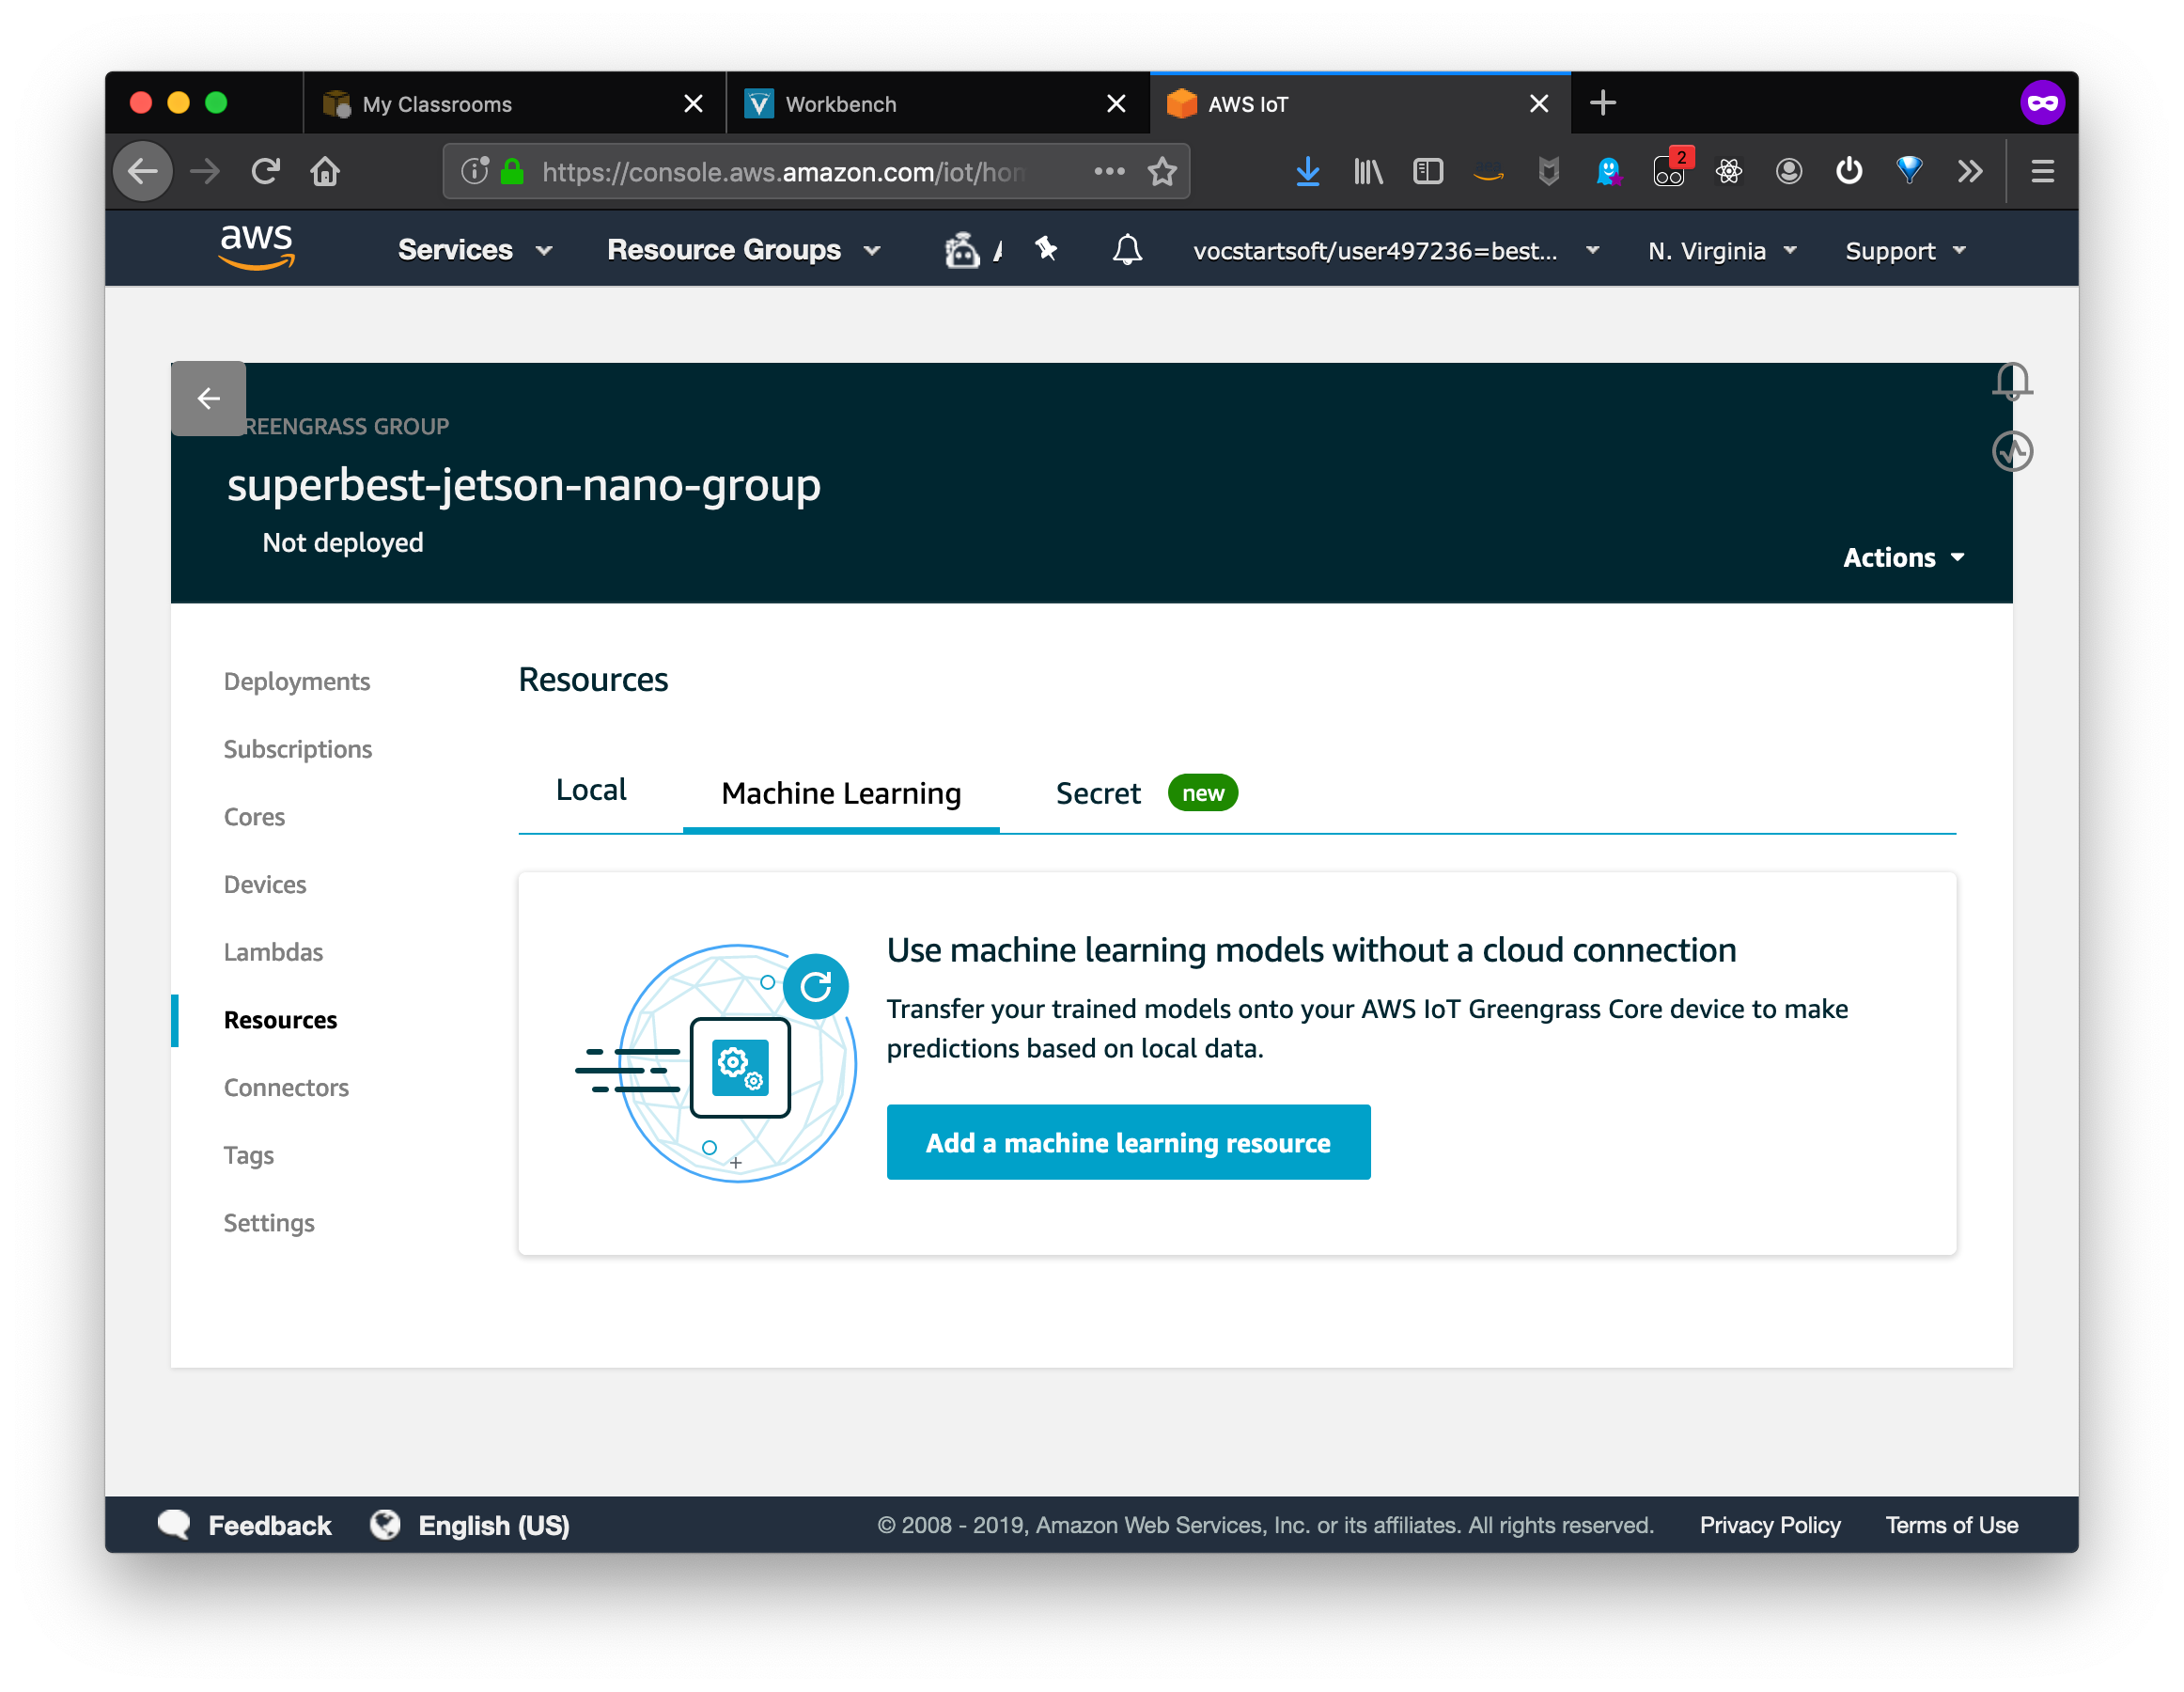 My Classrooms
Workbench
AWS IoT
https://console.aws.amazon.com/iot/hom
2
aws
Services
Resource Groups
vocstartsoft/user497236=best...
N. Virginia
Support
REENGRASS GROUP
superbest-jetson-nano-group
Not deployed
Actions
Deployments
Subscriptions
Cores
Devices
Lambdas
Resources
Connectors
Tags
Settings
Resources
Local
Machine Learning
Secret new
Use machine learning models without a cloud connection
Transfer your trained models onto your AWS IoT Greengrass Core device to make
predictions based on local data.
Add a machine learning resource
Feedback
English (US)
© 2008 - 2019, Amazon Web Services, Inc. or its affiliates. All rights reserved.
Privacy Policy
Terms of Use